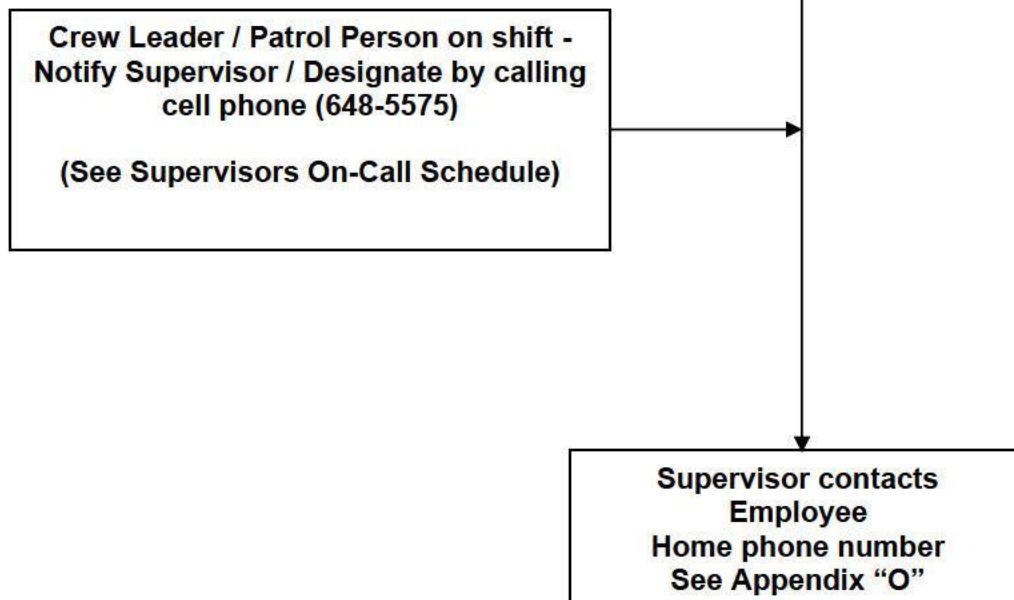 Crew Leader / Patrol Person on shift -
Notify Supervisor / Designate by calling
cell phone (648-5575)
(See Supervisors On-Call Schedule)
Supervisor contacts
Employee
Home phone number
See Appendix “O”